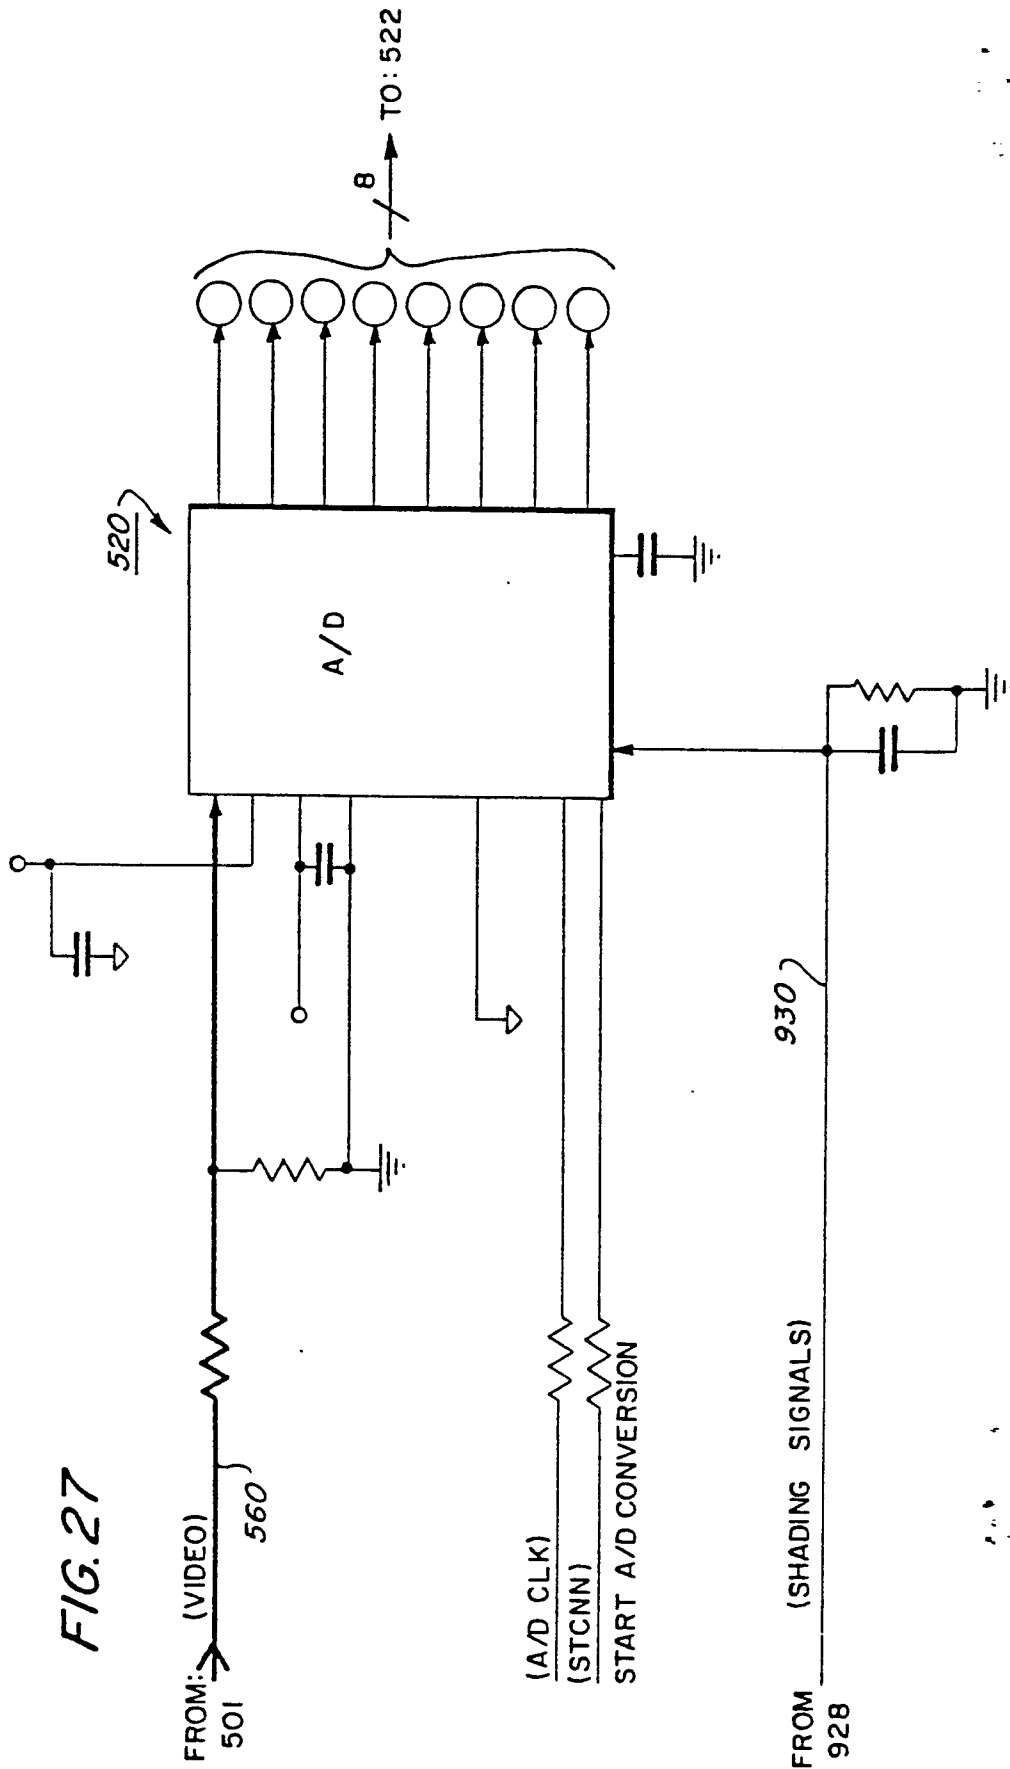 FIG. 27
FROM:
501
(VIDEO)
560
520
A/D
8
TO: 522
(A/D CLK)
(STCNN)
START A/D CONVERSION
FROM
928
(SHADING SIGNALS)
930